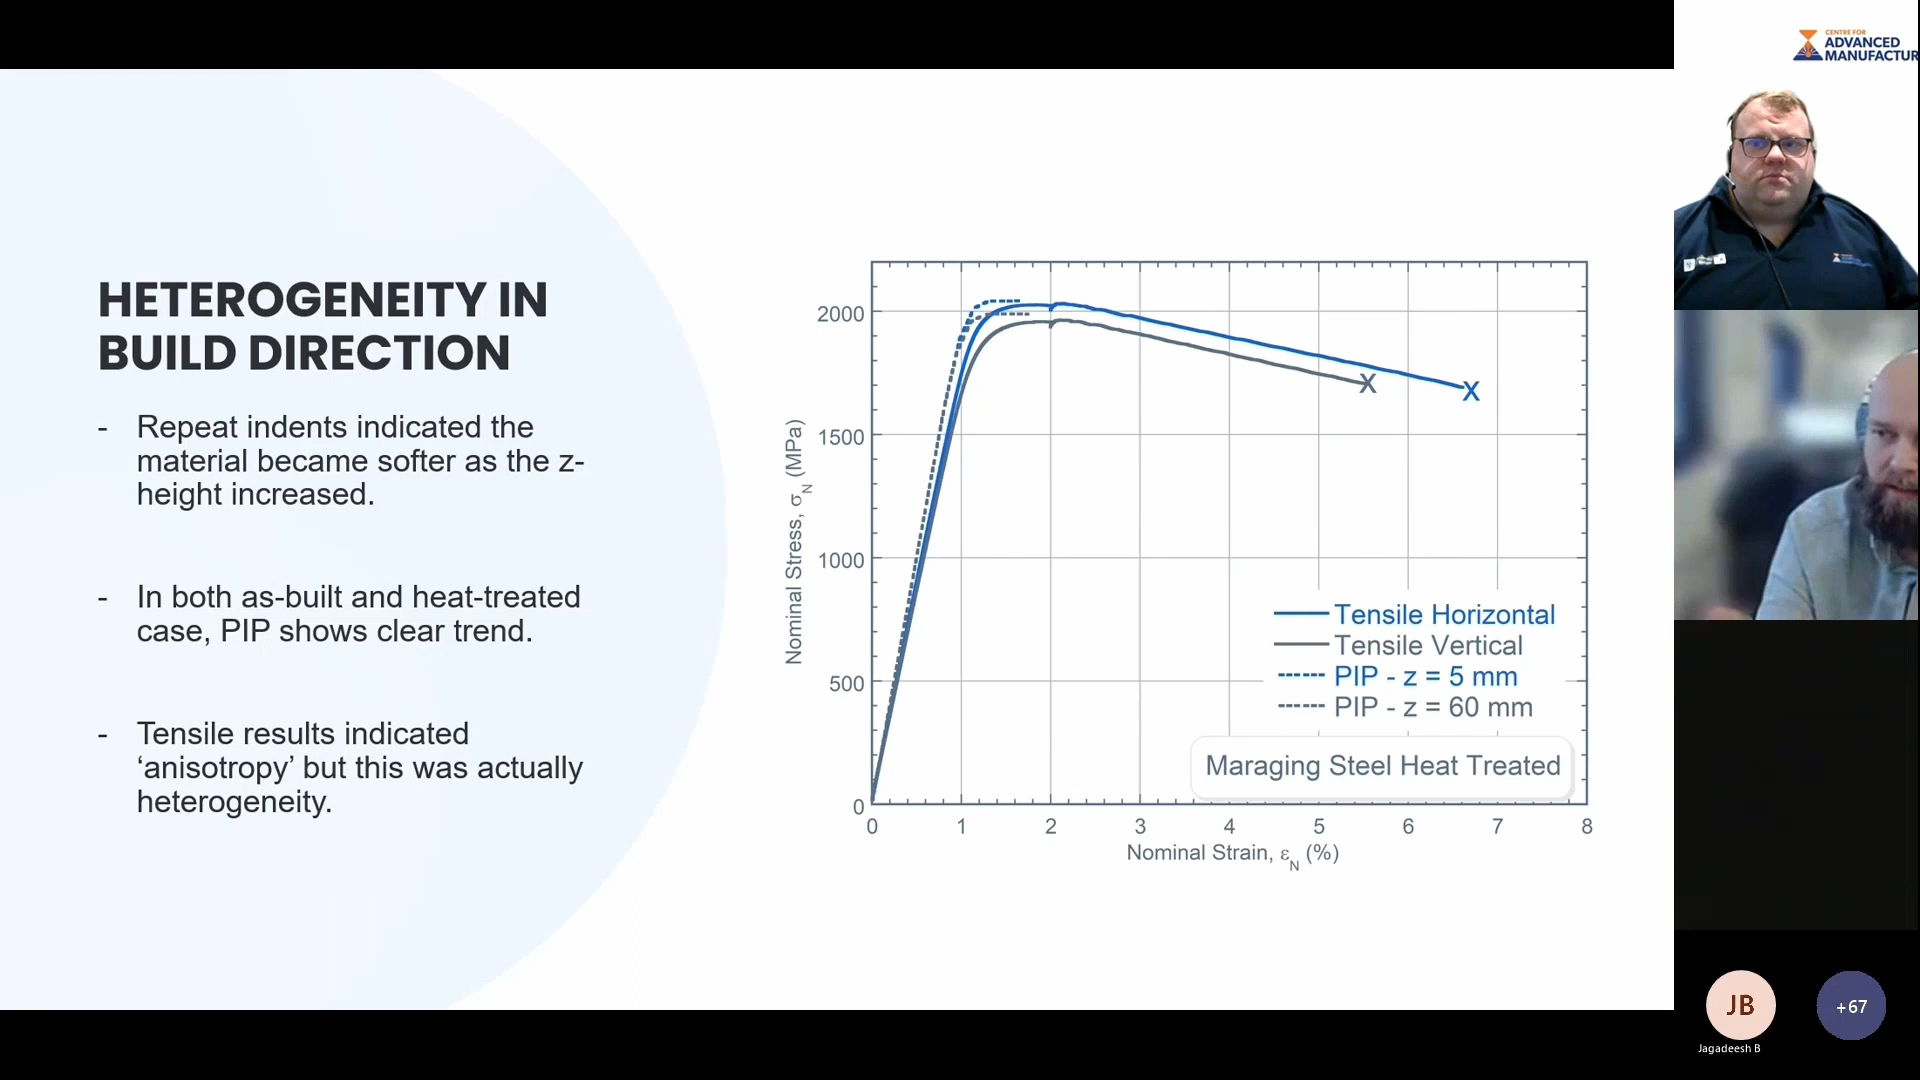 HETEROGENEITY IN
BUILD DIRECTION
- Repeat indents indicated the
material became softer as the z-
height increased.
- In both as-built and heat-treated
case, PIP shows clear trend.
- Tensile results indicated
‘anisotropy’ but this was actually
heterogeneity.
Nominal Stress, σN (MPa)
2000
1500
1000
500
0
0 1 2 3 4 5 6 7 8
Nominal Strain, εN (%)
X X
Tensile Horizontal
Tensile Vertical
PIP - z = 5 mm
PIP - z = 60 mm
Maraging Steel Heat Treated
CENTRE FOR
ADVANCED
MANUFACTUR
JB
+67
Jagadeesh B